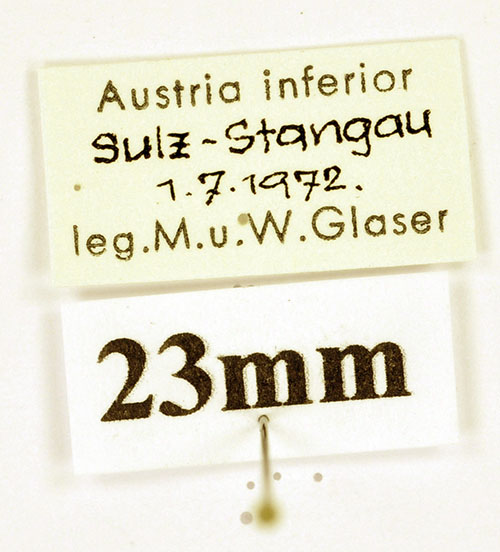 Austria inferior
Sulz-Stangau
1.7.1972.
leg.M.u.W.Glaser
23mm